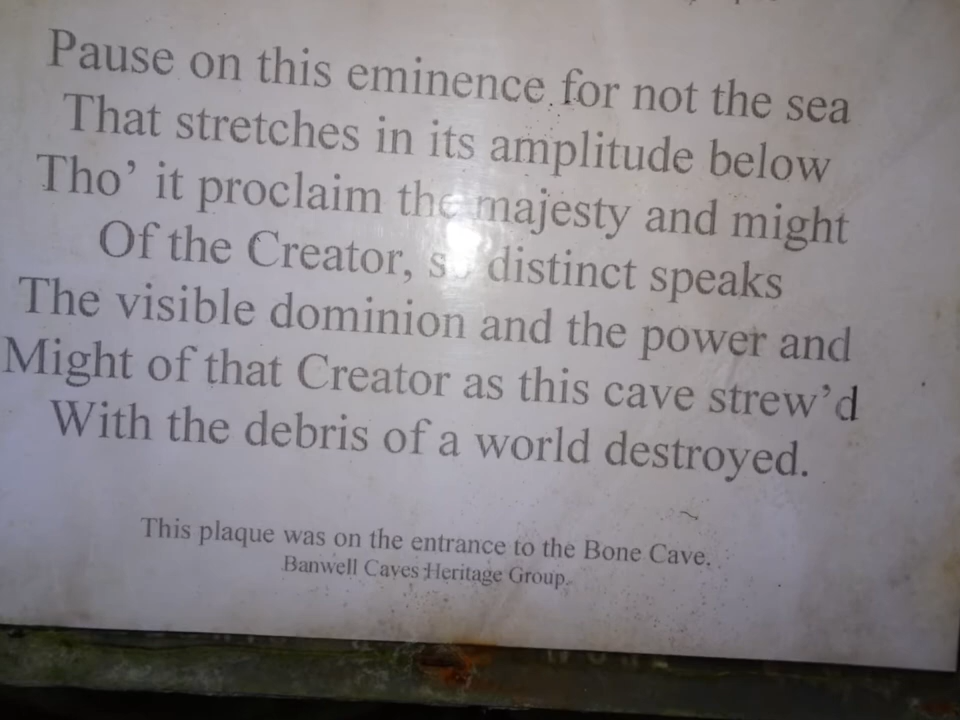 Pause on this eminence for not the sea
That stretches in its amplitude below
Tho’ it proclaim the majesty and might
Of the Creator, so distinct speaks
The visible dominion and the power and
Might of that Creator as this cave strew’d
With the debris of a world destroyed.
This plaque was on the entrance to the Bone Cave.
Banwell Caves Heritage Group.